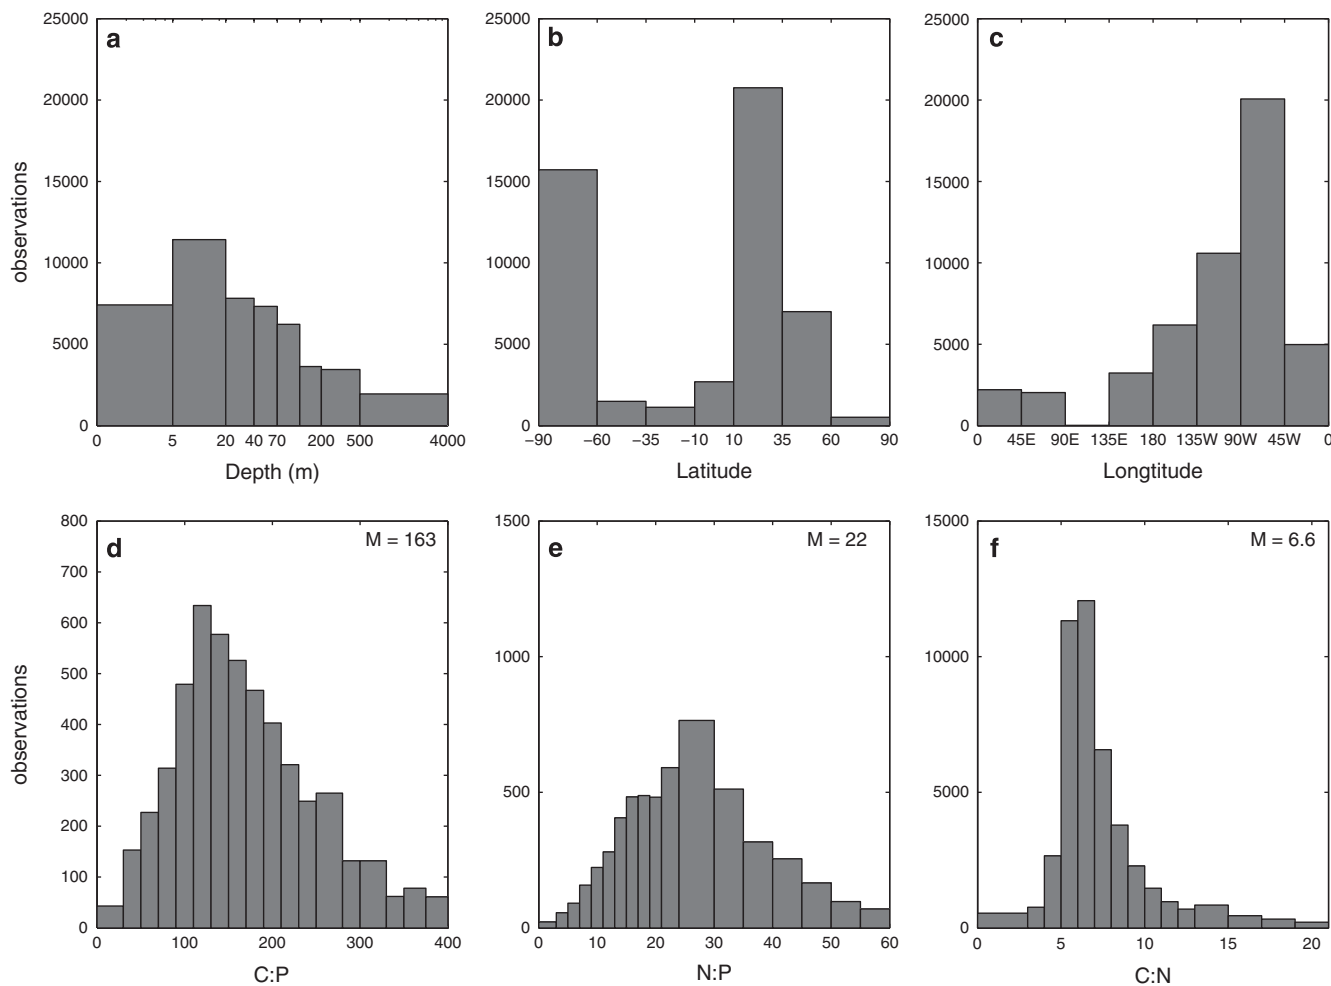 a
b
c
25000
20000
15000
10000
5000
0
observations
0 5 20 40 70 200 500 4000
Depth (m)
25000
20000
15000
10000
5000
0
−90 −60 −35 −10 10 35 60 90
Latitude
25000
20000
15000
10000
5000
0
0 45E 90E 135E 180 135W 90W 45W 0
Longtitude
d
M = 163
800
700
600
500
400
300
200
100
0
observations
0 100 200 300 400
C:P
e
M = 22
1500
1000
500
0
0 10 20 30 40 50 60
N:P
f
M = 6.6
15000
10000
5000
0
0 5 10 15 20
C:N